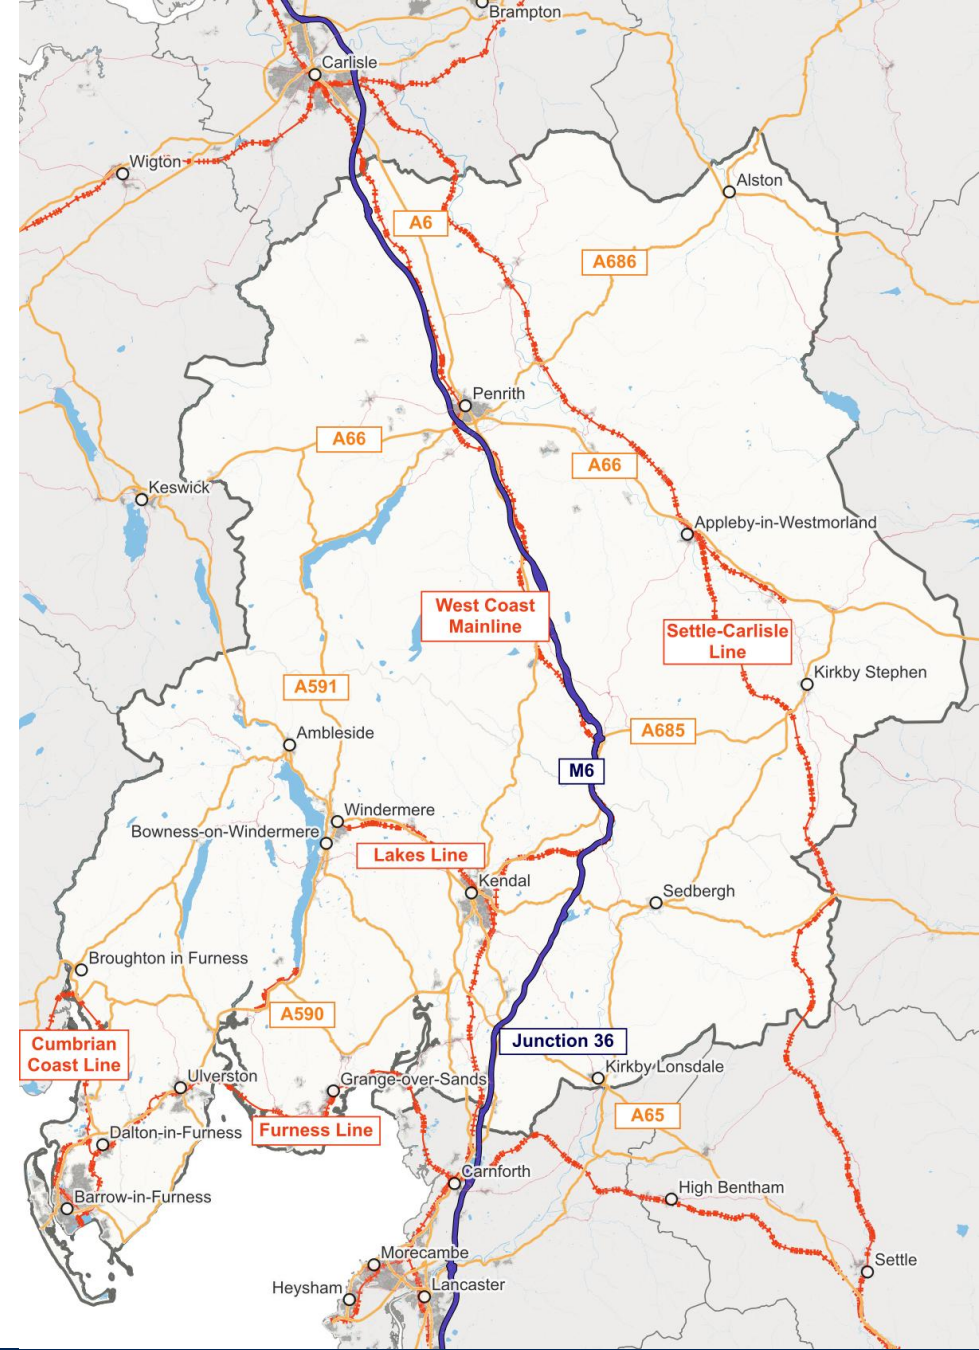 Brampton
Carlisle
Wigton
Alston
A6
A686
Penrith
A66
A66
Keswick
Appleby-in-Westmorland
West Coast
Mainline
Settle-Carlisle
Line
Kirkby Stephen
A591
Ambleside
A685
M6
Windermere
Bowness-on-Windermere
Lakes Line
Kendal
Sedbergh
Broughton in Furness
A590
Cumbrian
Coast Line
Junction 36
Kirkby Lonsdale
Ulverston
Grange-over-Sands
A65
Dalton-in-Furness
Furness Line
Carnforth
High Bentham
Barrow-in-Furness
Morecambe
Settle
Heysham
Lancaster